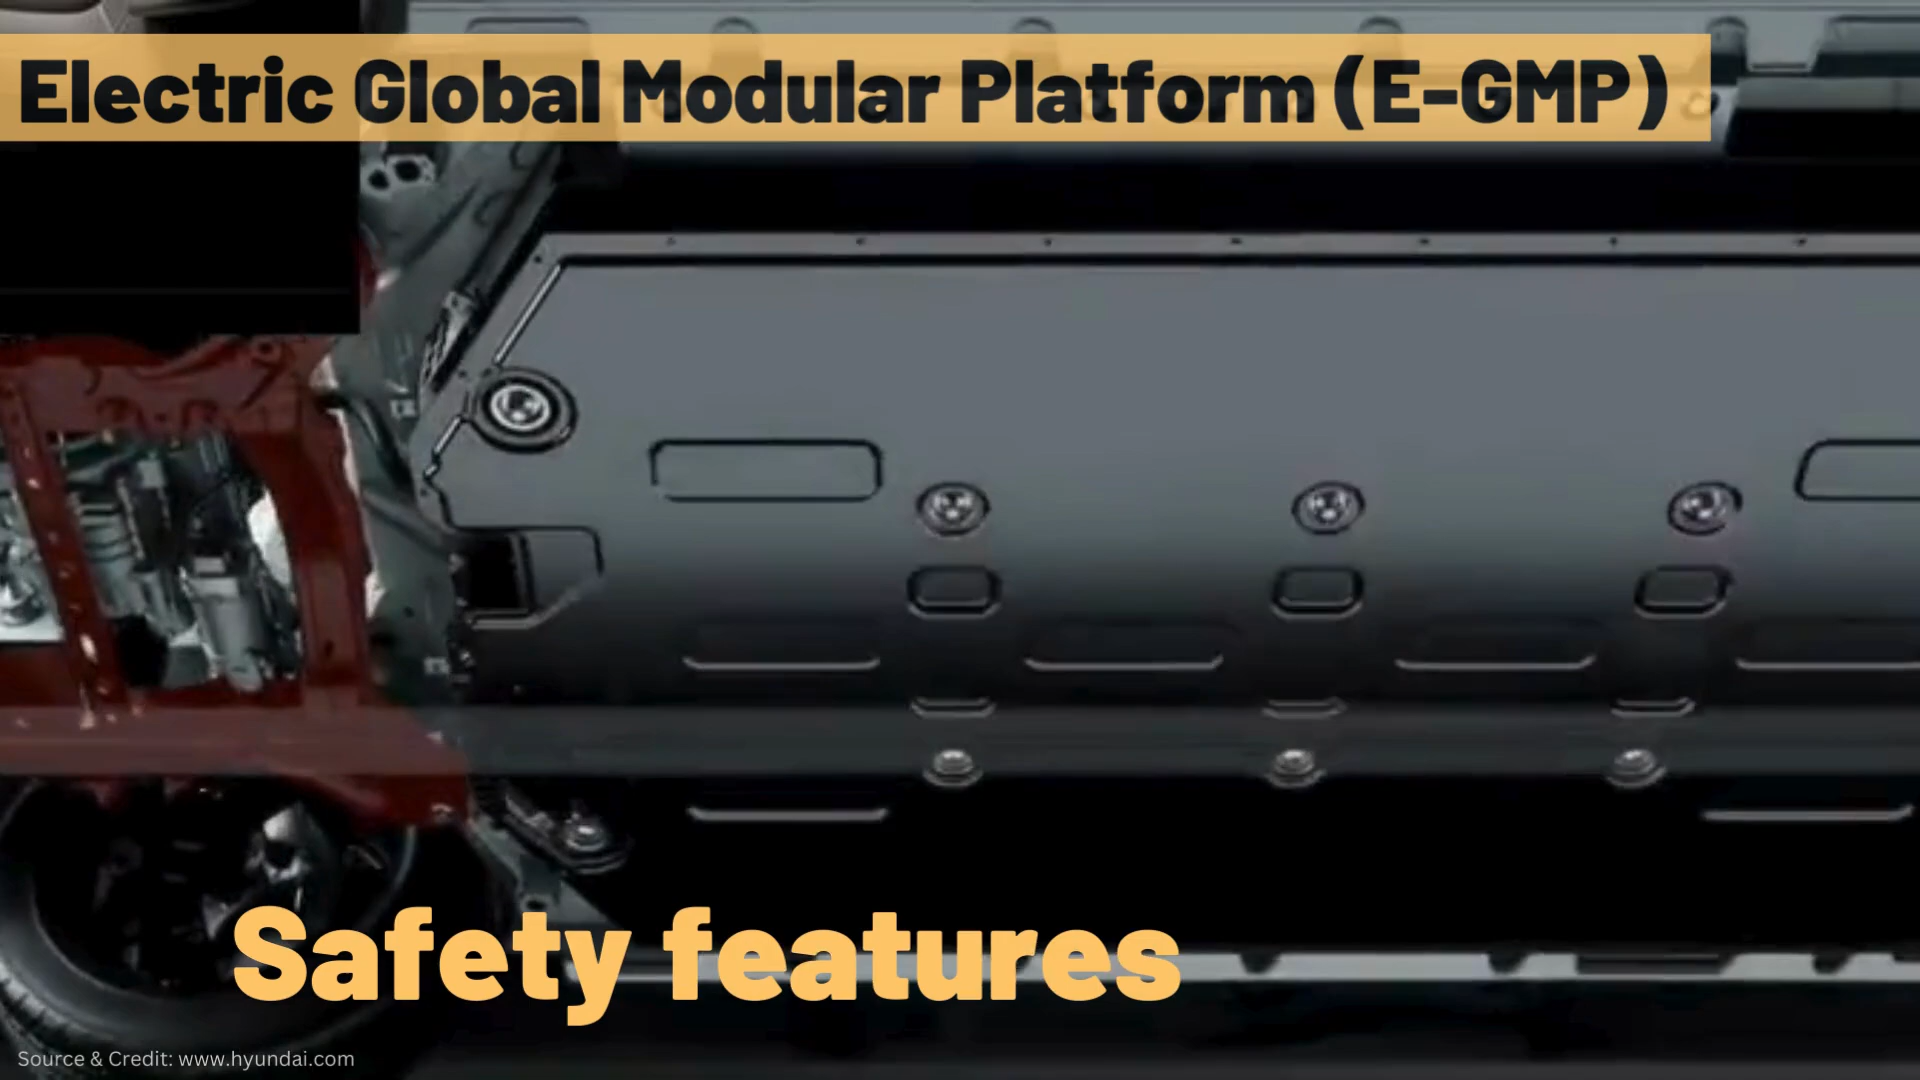 Electric Global Modular Platform (E-GMP)
Safety features
Source & Credit: www.hyundai.com